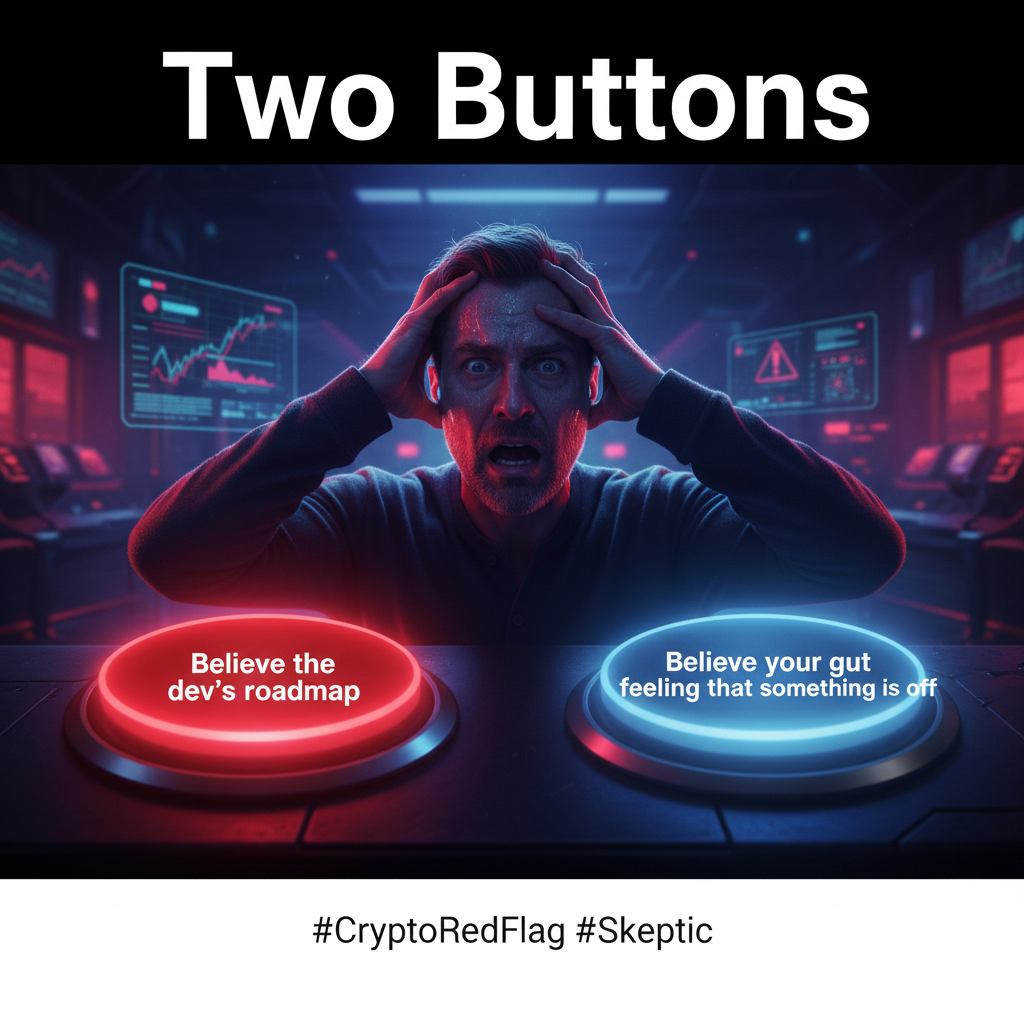 Two Buttons
Believe the
dev's roadmap
Believe your gut
feeling that something is off
#CryptoRedFlag #Skeptic